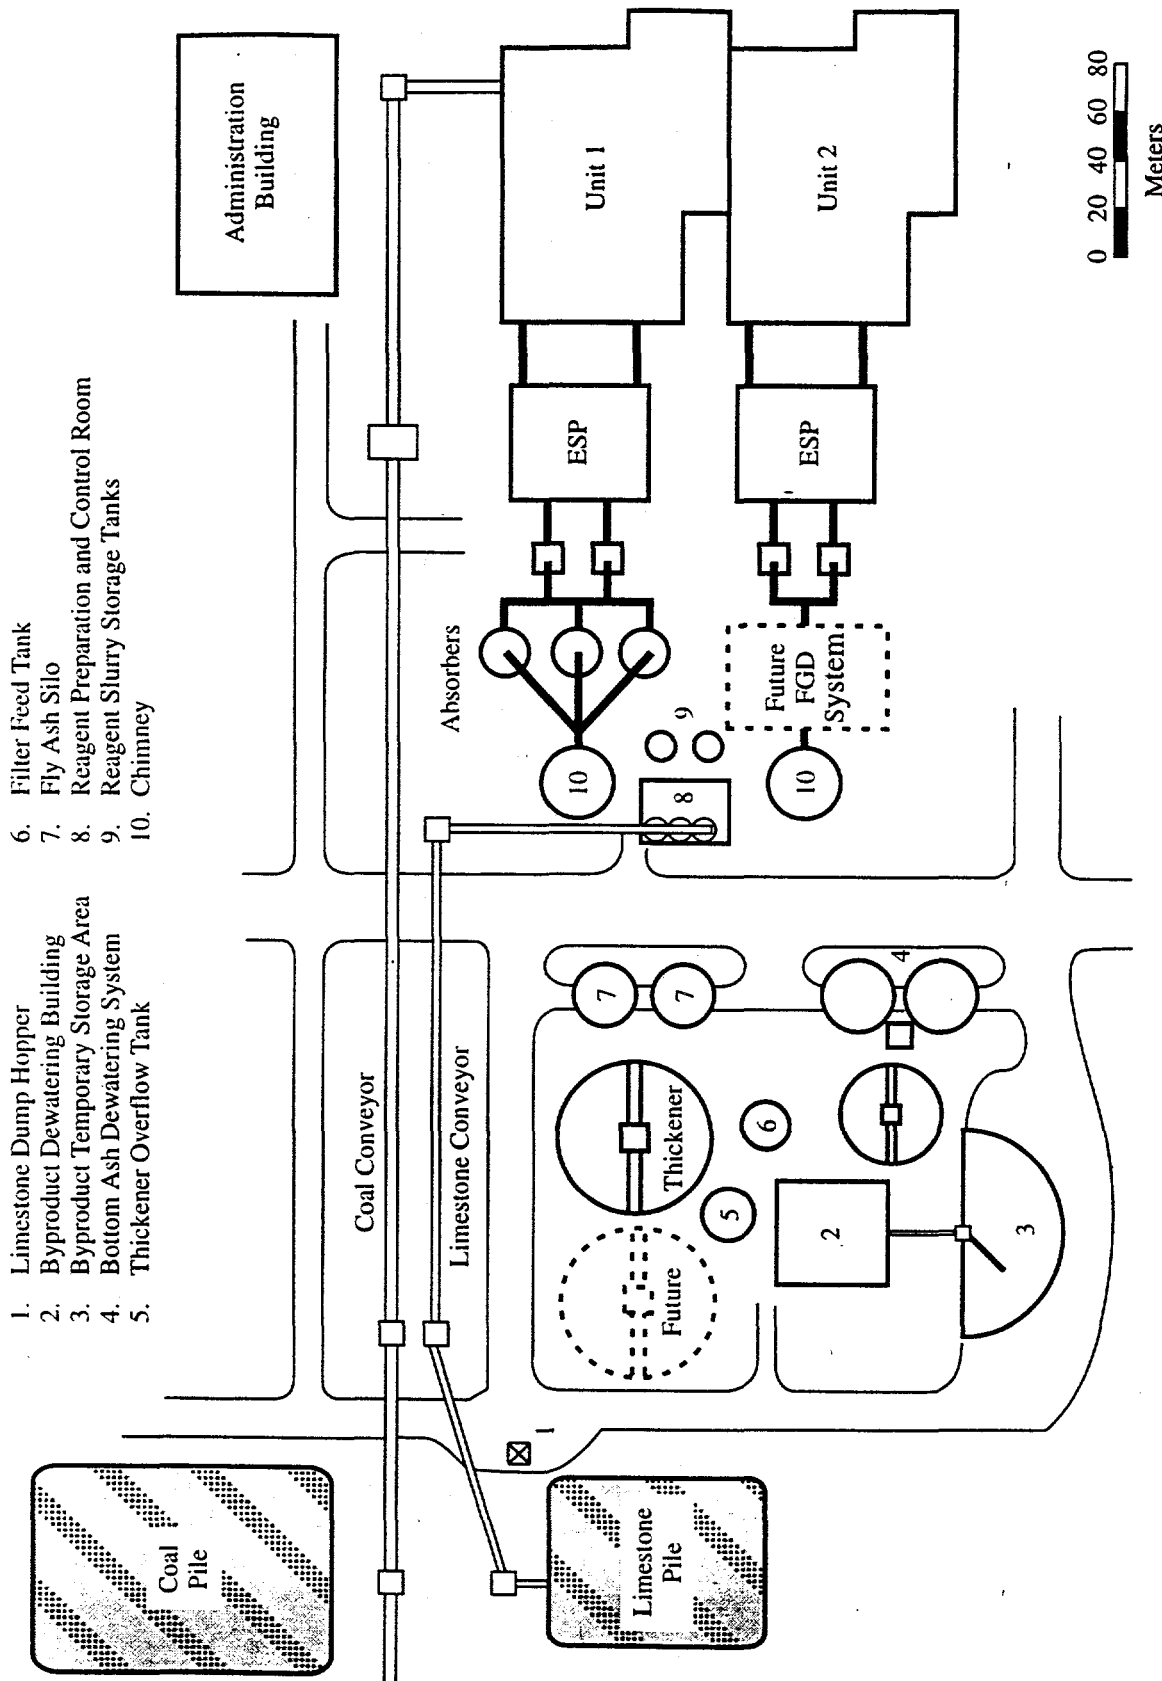 1. Limestone Dump Hopper
2. Byproduct Dewatering Building
3. Byproduct Temporary Storage Area
4. Bottom Ash Dewatering System
5. Thickener Overflow Tank
6. Filter Feed Tank
7. Fly Ash Silo
8. Reagent Preparation and Control Room
9. Reagent Slurry Storage Tanks
10. Chimney
Coal
Pile
Administration
Building
Coal Conveyor
Limestone Conveyor
Absorbers
1
Limestone
Pile
Future
Thickener
7
7
5
6
2
3
4
10
8
9
10
Future
FGD
System
ESP
ESP
Unit 1
Unit 2
0 20 40 60 80
Meters